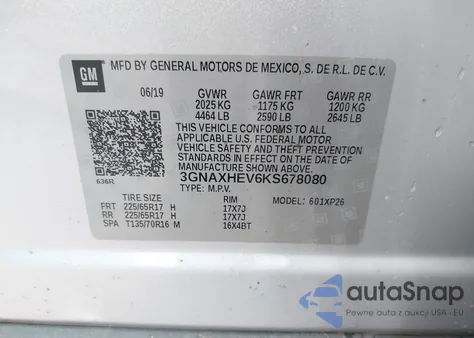 GM MFD BY GENERAL MOTORS DE MEXICO, S. DE R.L. DE C.V.
06/19 GVWR GAWR FRT GAWR RR
2025 KG 1175 KG 1200 KG
4464 LB 2590 LB 2645 LB
THIS VEHICLE CONFORMS TO ALL
APPLICABLE U.S. FEDERAL MOTOR
VEHICLE SAFETY AND THEFT
PREVENTION STANDARDS IN EFFECT
ON THE DATE OF MANUFACTURE
SHOWN ABOVE.
3GNAXHEV6KS678080
636R TYPE: M.P.V.
TIRE SIZE RIM MODEL: 601XP26
FRT 225/65R17 H 17X7J
RR 225/65R17 H 17X7J
SPA T135/70R16 M 16X4BT
autoSnap
Pewne auta z aukcji USA - EU